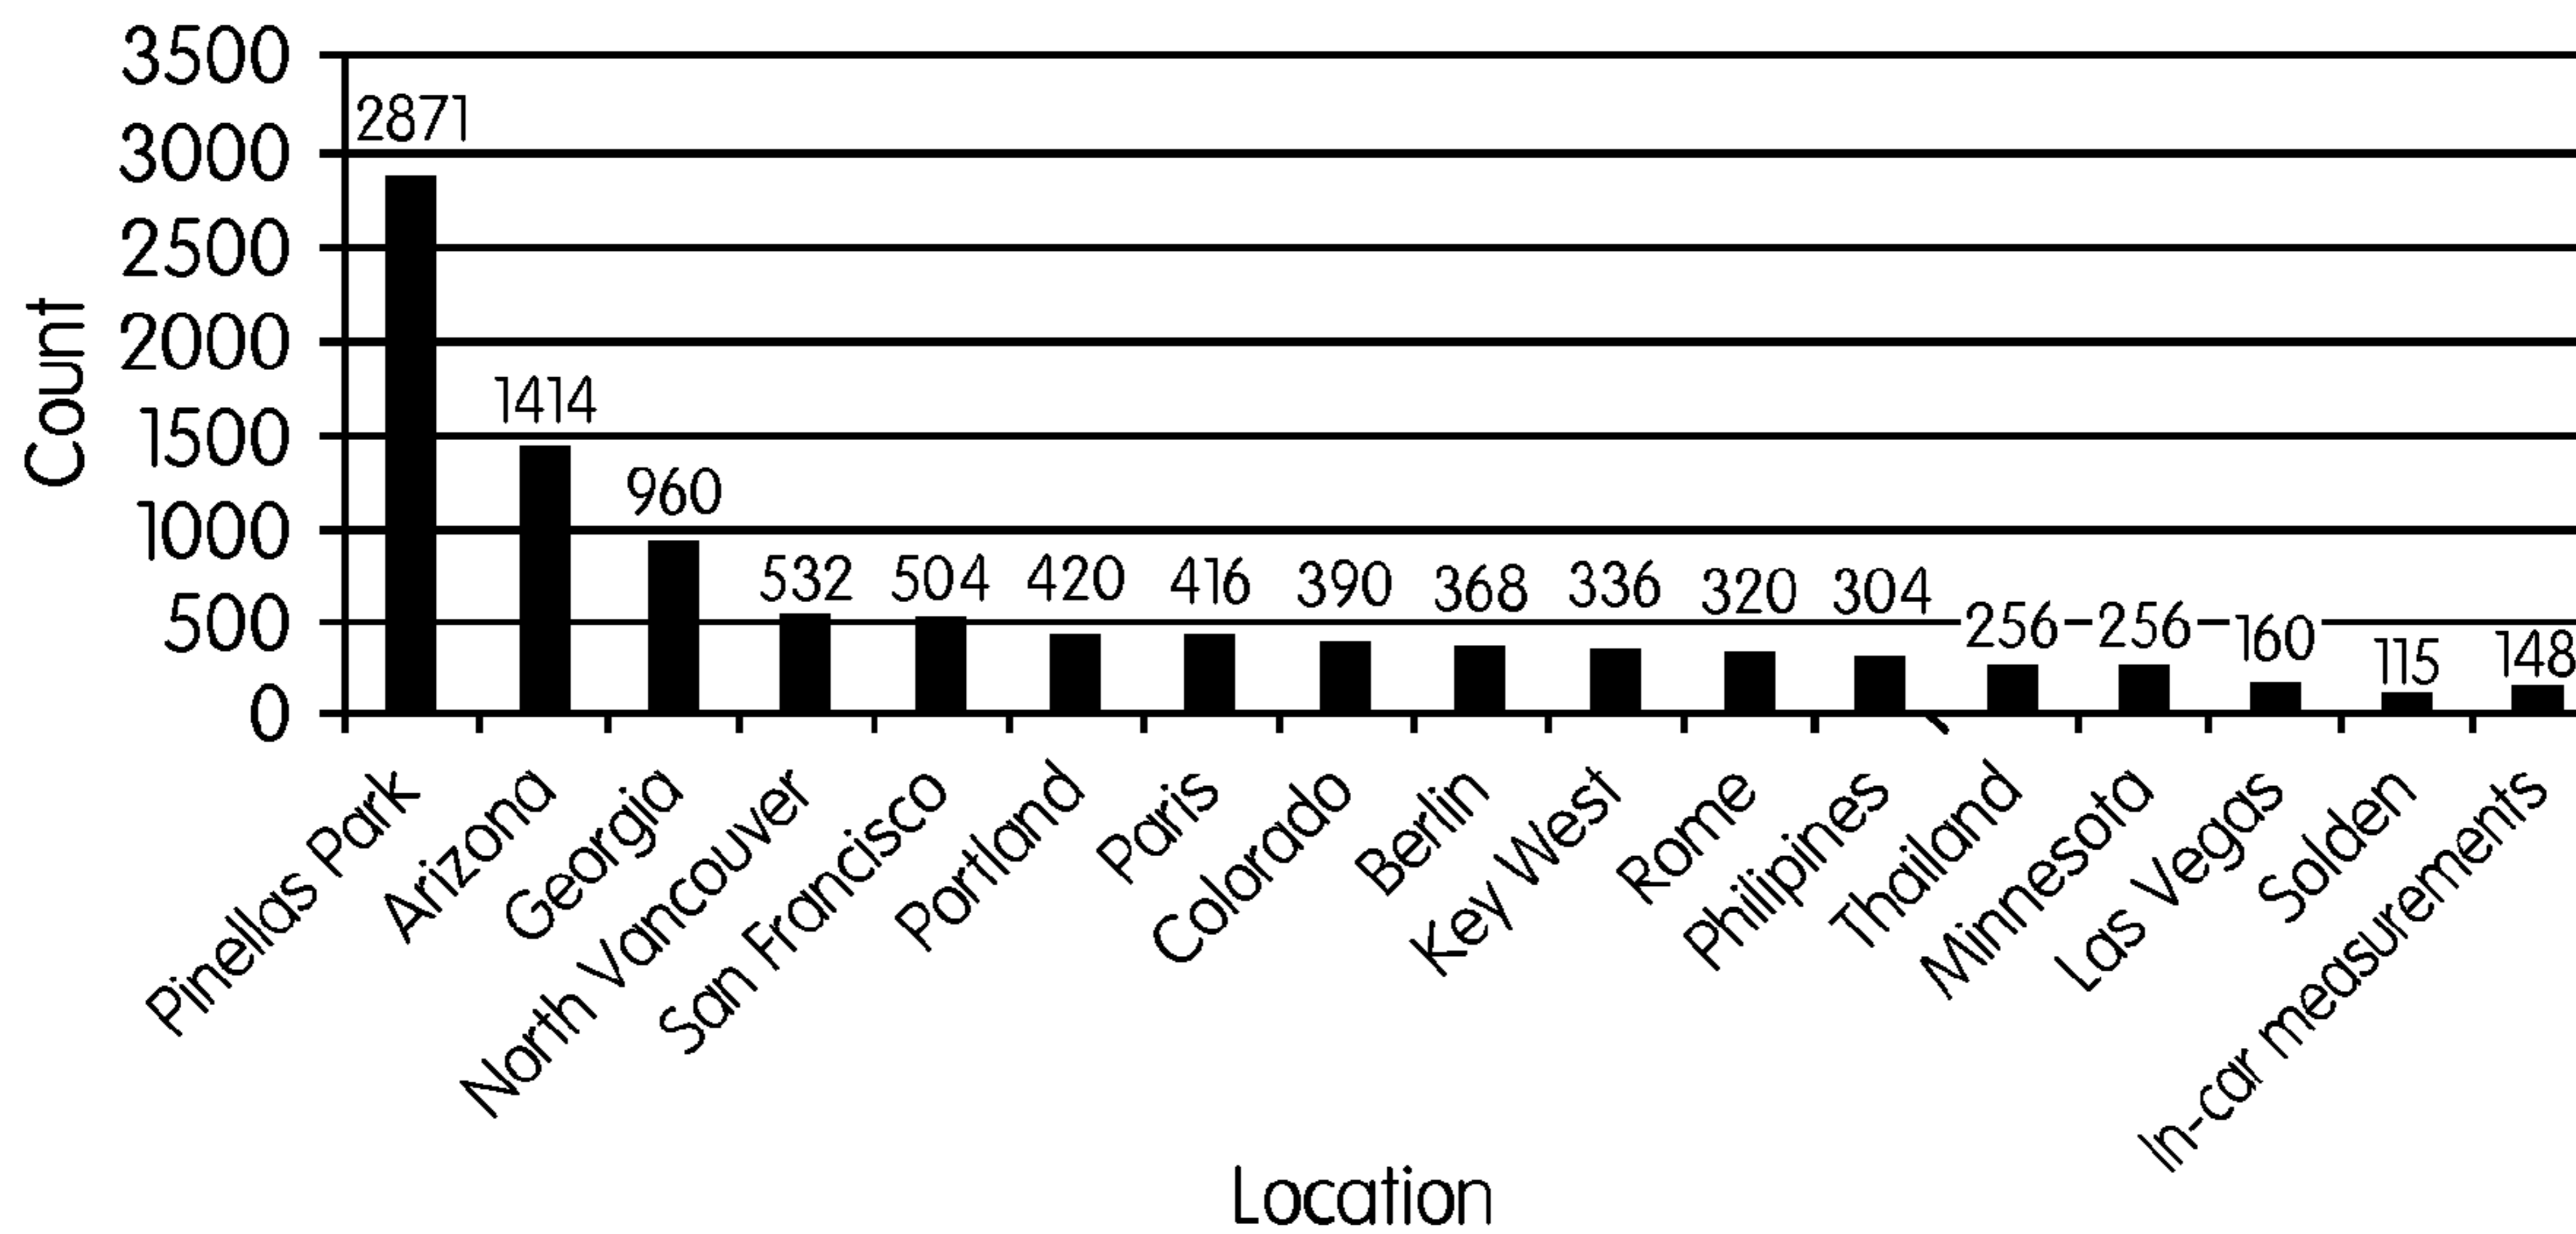 3500
3000
2500
2000
1500
1000
500
0
Count
2871
1414
960
532
504
420
416
390
368
336
320
304
256
256
160
115
148
Pinellas Park
Arizona
Georgia
North Vancouver
San Francisco
Portland
Paris
Colorado
Berlin
Key West
Rome
Philipines
Thailand
Minnesota
Las Vegas
Solden
In-car measurements
Location